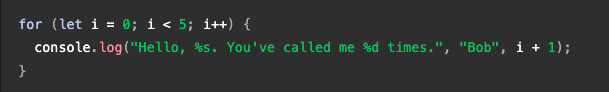 for (let i = 0; i < 5; i++) {
  console.log("Hello, %s. You've called me %d times.", "Bob", i + 1);
}